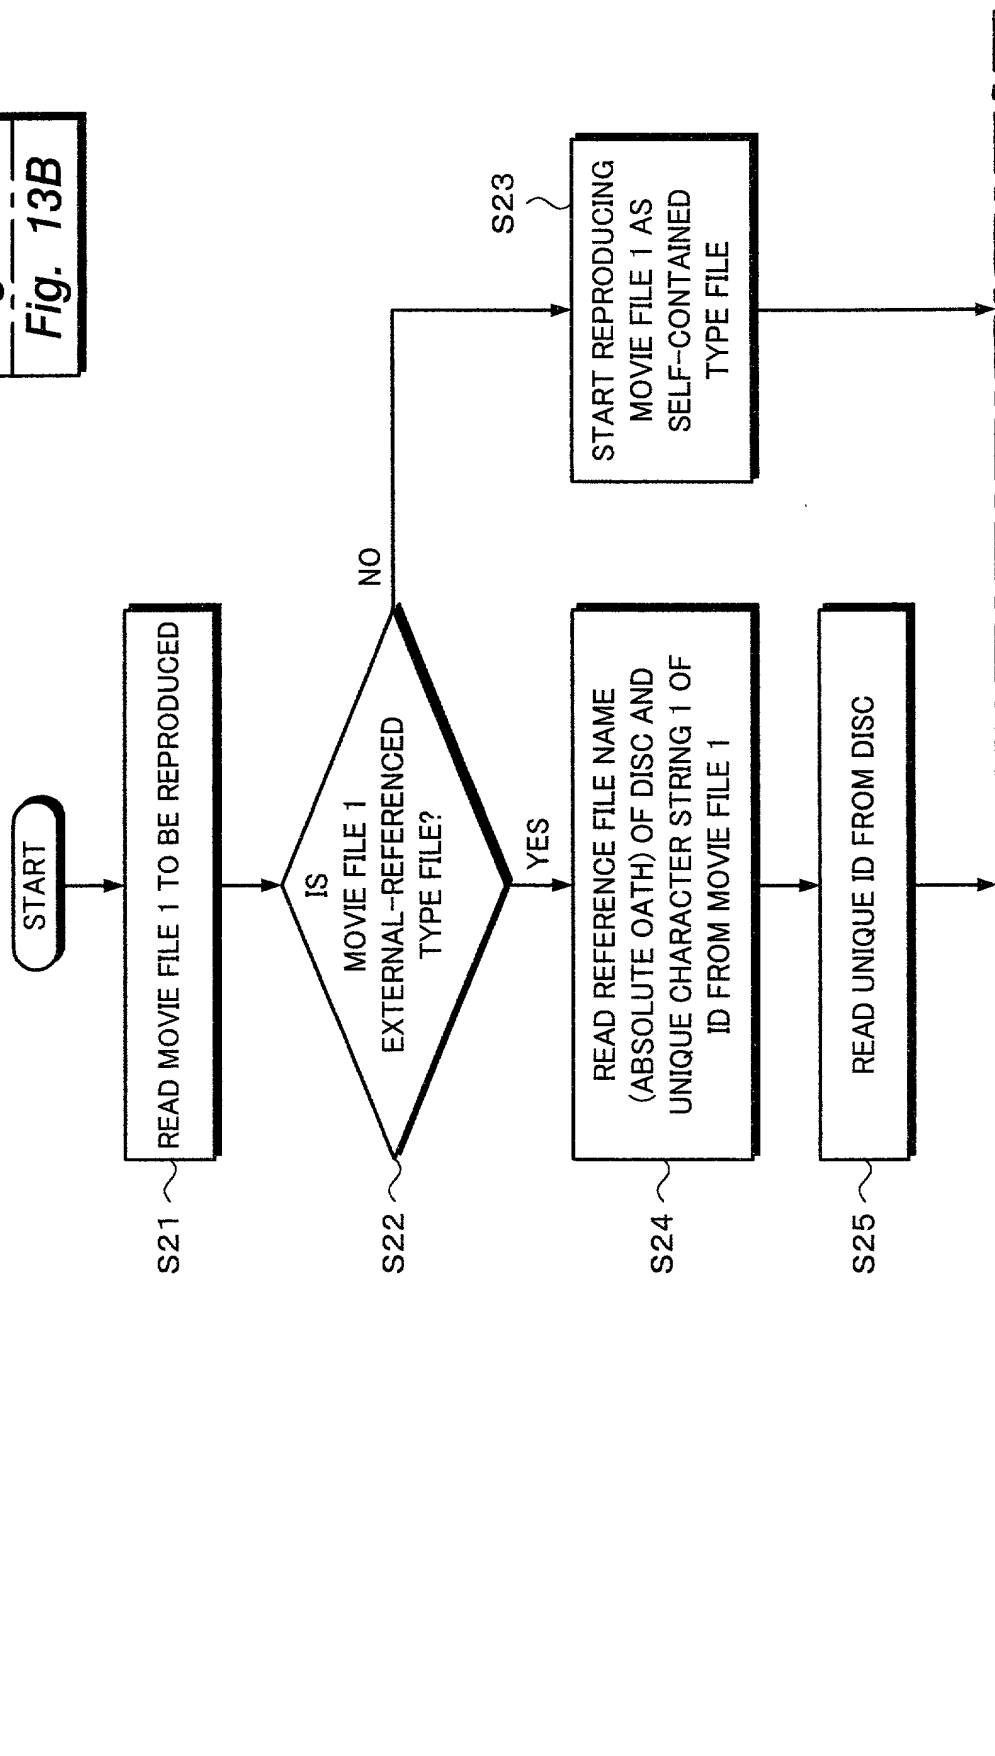 Fig. 13B
START
S21
READ MOVIE FILE 1 TO BE REPRODUCED
S22
IS
MOVIE FILE 1
EXTERNAL-REFERENCED
TYPE FILE?
NO
YES
S23
START REPRODUCING
MOVIE FILE 1 AS
SELF-CONTAINED
TYPE FILE
S24
READ REFERENCE FILE NAME
(ABSOLUTE OATH) OF DISC AND
UNIQUE CHARACTER STRING 1 OF
ID FROM MOVIE FILE 1
S25
READ UNIQUE ID FROM DISC